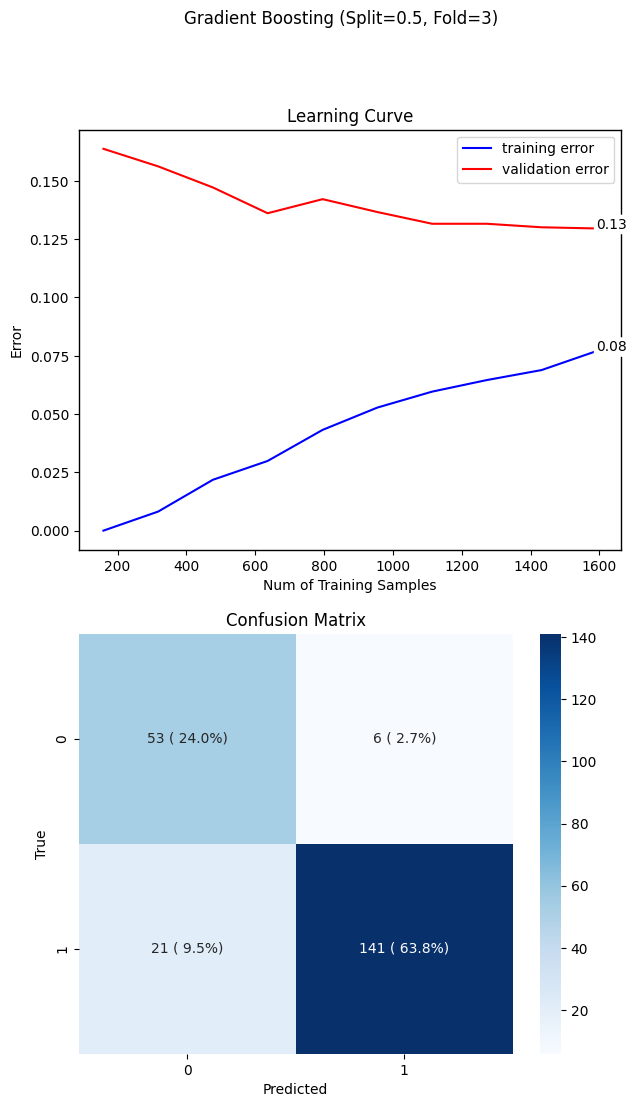 Gradient Boosting (Split=0.5, Fold=3)
Learning Curve
training error
validation error
0.150
0.125
0.100
0.075
0.050
0.025
0.000
Error
0.13
0.08
200 400 600 800 1000 1200 1400 1600
Num of Training Samples
Confusion Matrix
53 ( 24.0%) 6 ( 2.7%)
21 ( 9.5%) 141 ( 63.8%)
0
1
True
0 1
Predicted
140
120
100
80
60
40
20